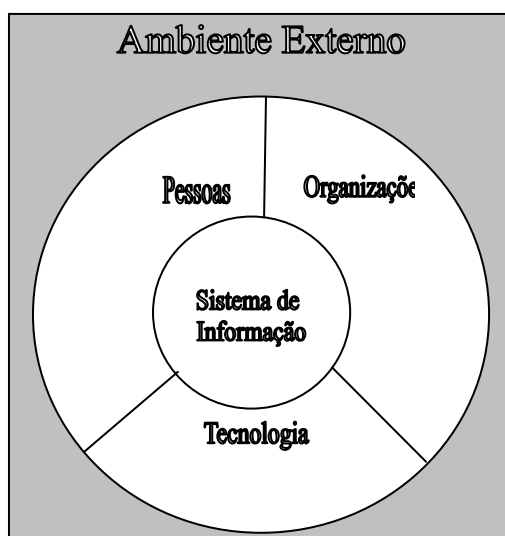 Ambiente Externo
Pessoas
Organizaçõe
Sistema de
Informação
Tecnologia